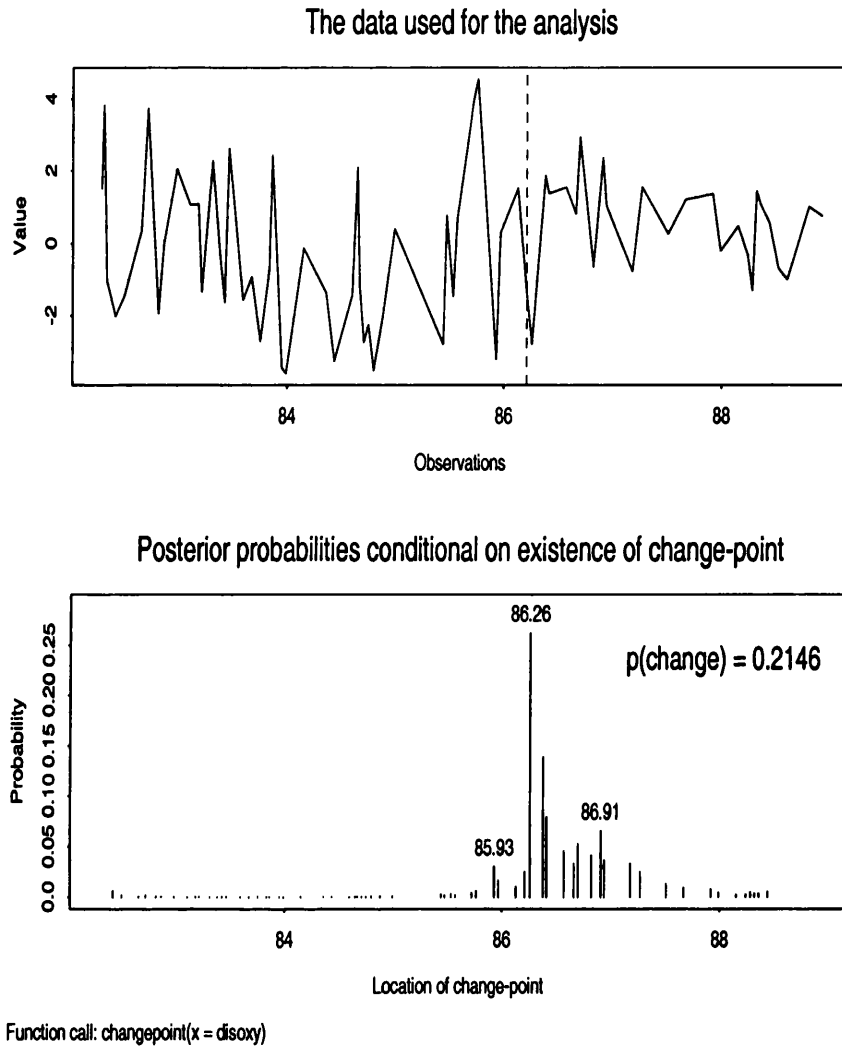 The data used for the analysis
4
2
0
-2
Value
84
86
88
Observations
Posterior probabilities conditional on existence of change-point
0.25
0.20
0.15
0.10
0.05
0.0
Probability
86.26
p(change) = 0.2146
86.91
85.93
84
86
88
Location of change-point
Function call: changepoint(x = disoxy)